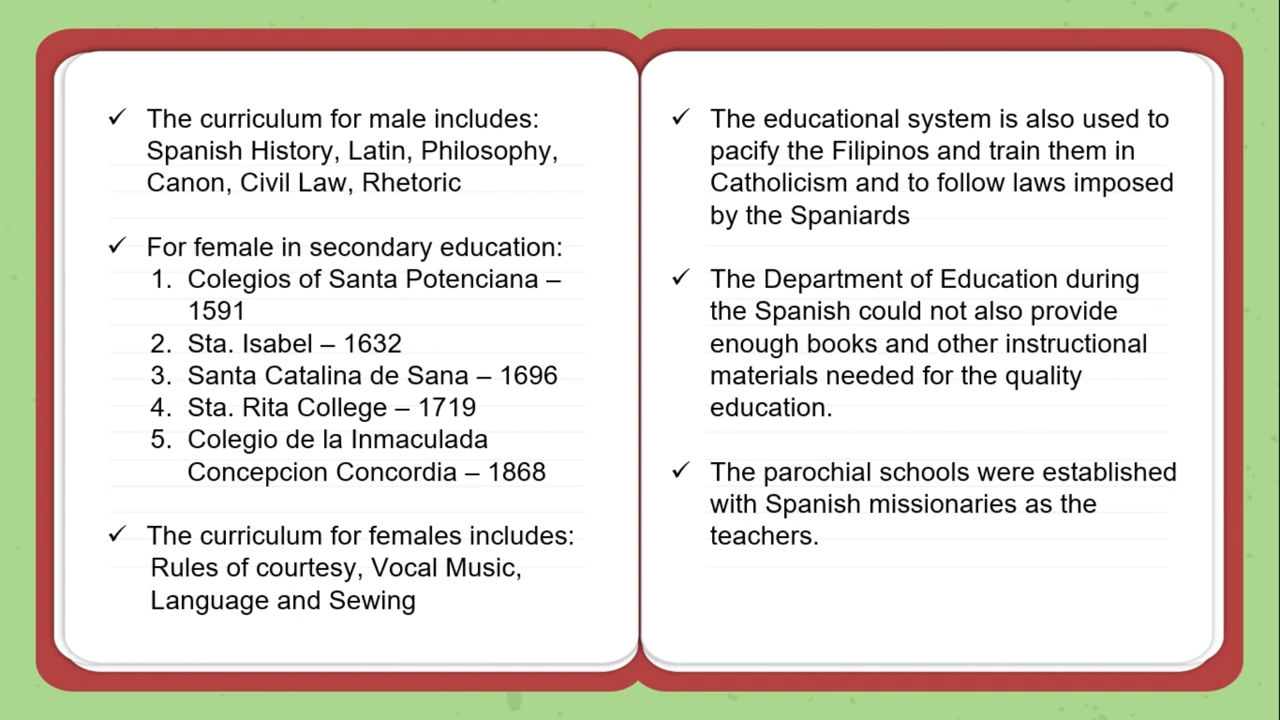 ✓ The curriculum for male includes:
Spanish History, Latin, Philosophy,
Canon, Civil Law, Rhetoric
✓ For female in secondary education:
1. Colegios of Santa Potenciana –
1591
2. Sta. Isabel – 1632
3. Santa Catalina de Sana – 1696
4. Sta. Rita College – 1719
5. Colegio de la Inmaculada
Concepcion Concordia – 1868
✓ The curriculum for females includes:
Rules of courtesy, Vocal Music,
Language and Sewing
✓ The educational system is also used to
pacify the Filipinos and train them in
Catholicism and to follow laws imposed
by the Spaniards
✓ The Department of Education during
the Spanish could not also provide
enough books and other instructional
materials needed for the quality
education.
✓ The parochial schools were established
with Spanish missionaries as the
teachers.